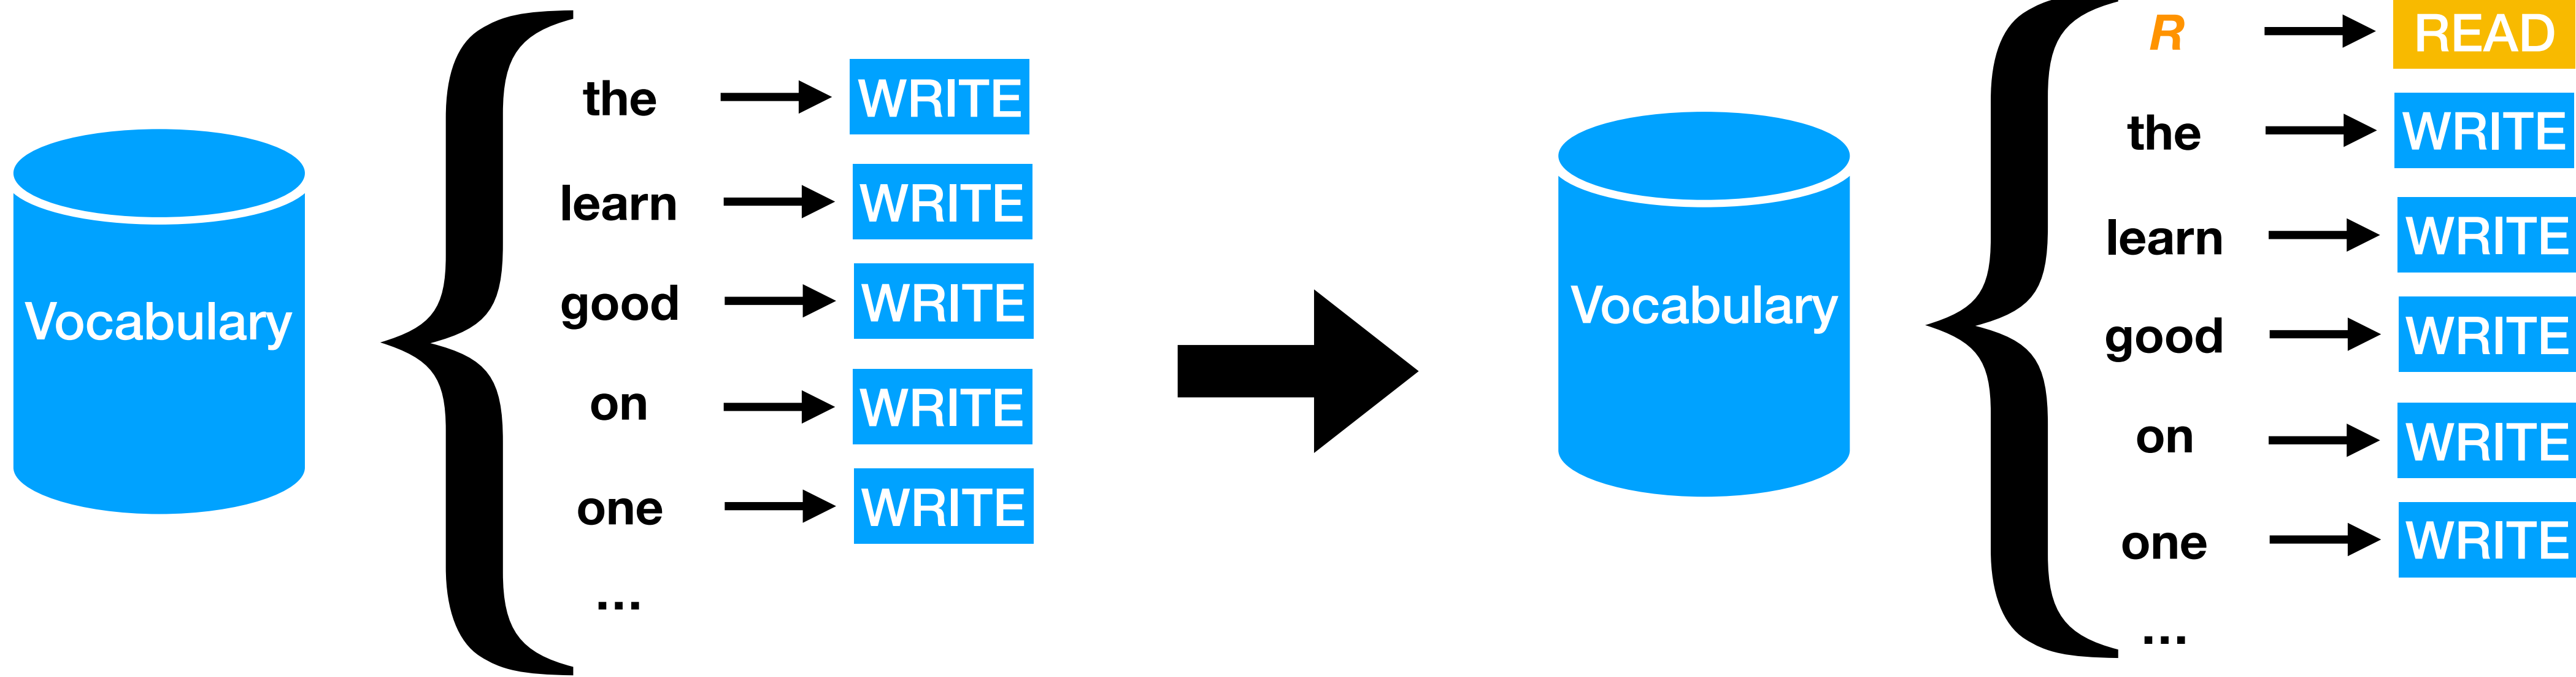 Vocabulary
the WRITE
learn WRITE
good WRITE
on WRITE
one WRITE
...
Vocabulary
R READ
the WRITE
learn WRITE
good WRITE
on WRITE
one WRITE
...